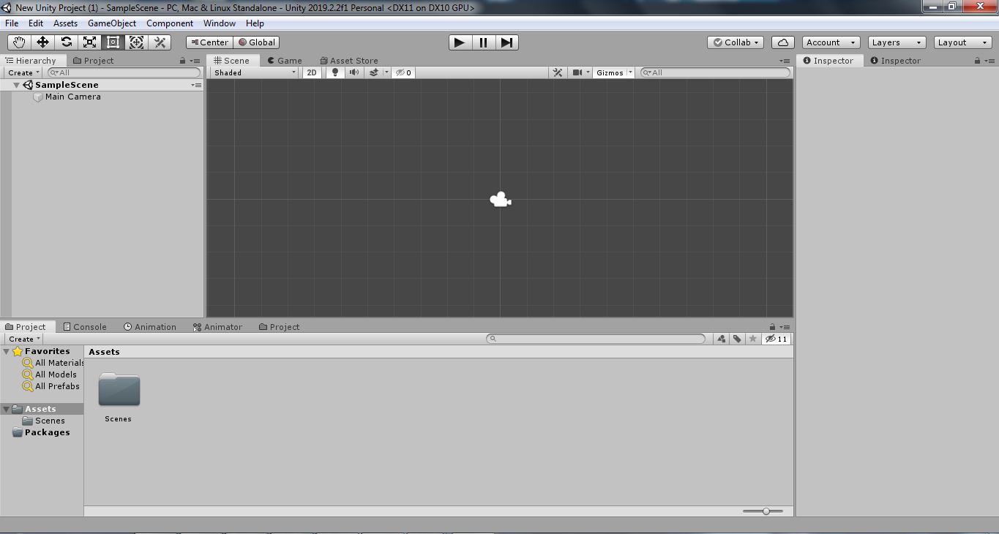 New Unity Project (1) - SampleScene - PC, Mac & Linux Standalone - Unity 2019.2.2f1 Personal <DX11 on DX10 GPU>
File Edit Assets GameObject Component Window Help
Center Global Collab Account Layers Layout
Hierarchy Project Scene Game Asset Store Inspector Inspector
Create All Shaded 2D 0 Gizmos All
SampleScene
Main Camera
Project Console Animation Animator Project
Create 11
Favorites Assets
All Materials
All Models
All Prefabs
Assets
Scenes Scenes
Packages